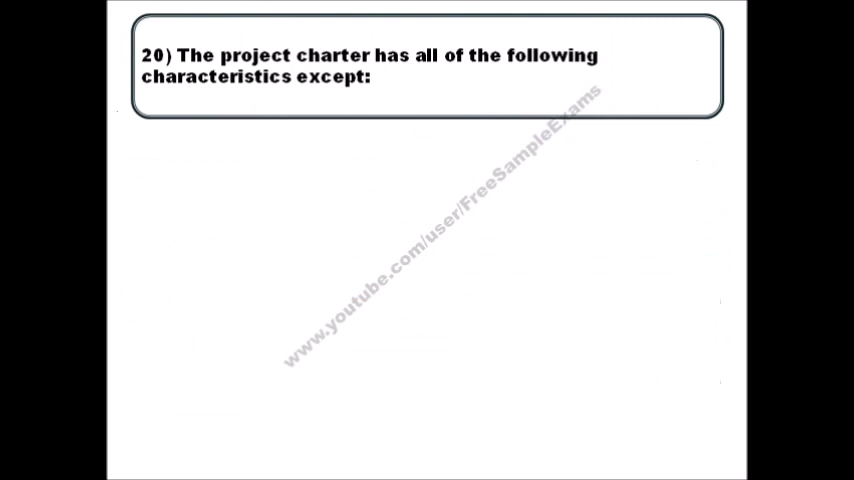 20) The project charter has all of the following
characteristics except:
www.youtube.com/user/FreeSampleExams